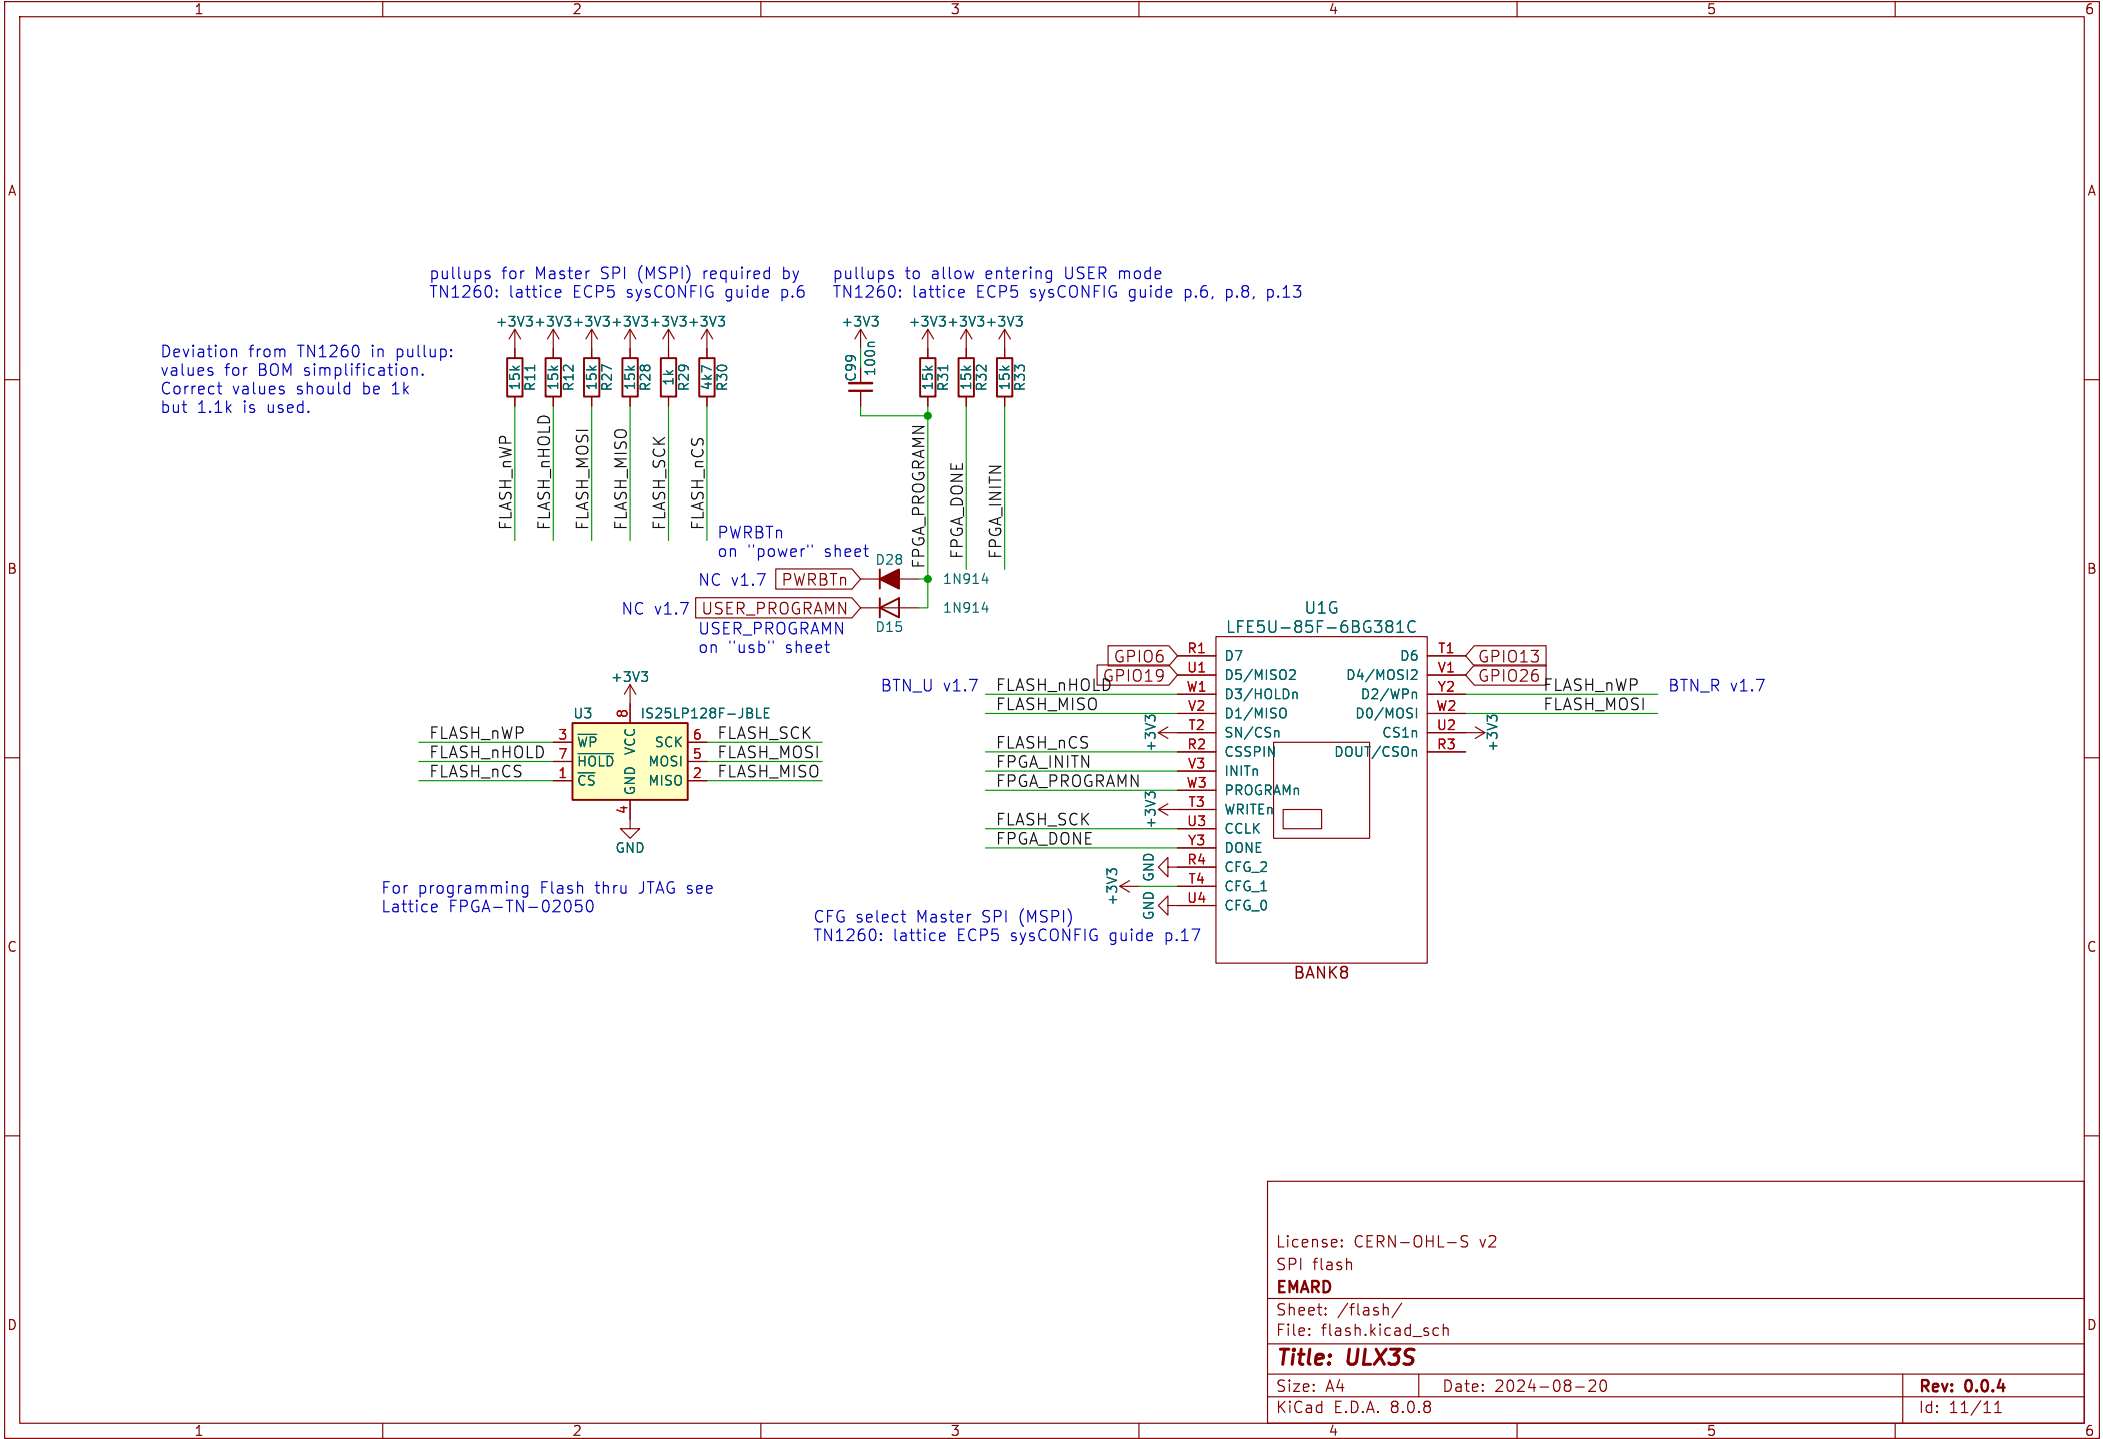 1 2 3 4 5 6
A A
pullups for Master SPI (MSPI) required by
TN1260: lattice ECP5 sysCONFIG guide p.6
pullups to allow entering USER mode
TN1260: lattice ECP5 sysCONFIG guide p.6, p.8, p.13
+3V3 +3V3 +3V3 +3V3 +3V3 +3V3
+3V3 +3V3 +3V3 +3V3
Deviation from TN1260 in pullup:
values for BOM simplification.
Correct values should be 1k
but 1.1k is used.
15k R11
15k R12
15k R27
15k R28
1k R29
4k7 R30
C99 100n
15k R31
15k R32
15k R33
FLASH_nWP
FLASH_nHOLD
FLASH_MOSI
FLASH_MISO
FLASH_SCK
FLASH_nCS
FPGA_PROGRAMN
FPGA_DONE
FPGA_INITN
PWRBTn
on "power" sheet
B B
D28
NC v1.7 PWRBTn 1N914
NC v1.7 USER_PROGRAMN 1N914
D15
USER_PROGRAMN
on "usb" sheet
+3V3
U3 IS25LP128F-JBLE
8
VCC
FLASH_nWP 3 WP
FLASH_nHOLD 7 HOLD
FLASH_nCS 1 CS
SCK 6 FLASH_SCK
MOSI 5 FLASH_MOSI
MISO 2 FLASH_MISO
GND
4
GND
For programming Flash thru JTAG see
Lattice FPGA-TN-02050
U1G
LFE5U-85F-6BG381C
GPIO6 R1 D7
GPIO19 U1 D5/MISO2
BTN_U v1.7 FLASH_nHOLD W1 D3/HOLDn
FLASH_MISO V2 D1/MISO
+3V3 T2 SN/CSn
FLASH_nCS R2 CSSPIN
FPGA_INITN V3 INITn
FPGA_PROGRAMN W3 PROGRAMn
+3V3 T3 WRITEn
FLASH_SCK U3 CCLK
FPGA_DONE Y3 DONE
GND R4 CFG_2
+3V3 T4 CFG_1
GND U4 CFG_0
D6 T1 GPIO13
D4/MOSI2 V1 GPIO26
D2/WPn Y2 FLASH_nWP BTN_R v1.7
D0/MOSI W2 FLASH_MOSI
CS1n U2 +3V3
DOUT/CSOn R3
BANK8
CFG select Master SPI (MSPI)
TN1260: lattice ECP5 sysCONFIG guide p.17
C C
D D
License: CERN-OHL-S v2
SPI flash
EMARD
Sheet: /flash/
File: flash.kicad_sch
Title: ULX3S
Size: A4 Date: 2024-08-20 Rev: 0.0.4
KiCad E.D.A. 8.0.8 Id: 11/11
1 2 3 4 5 6